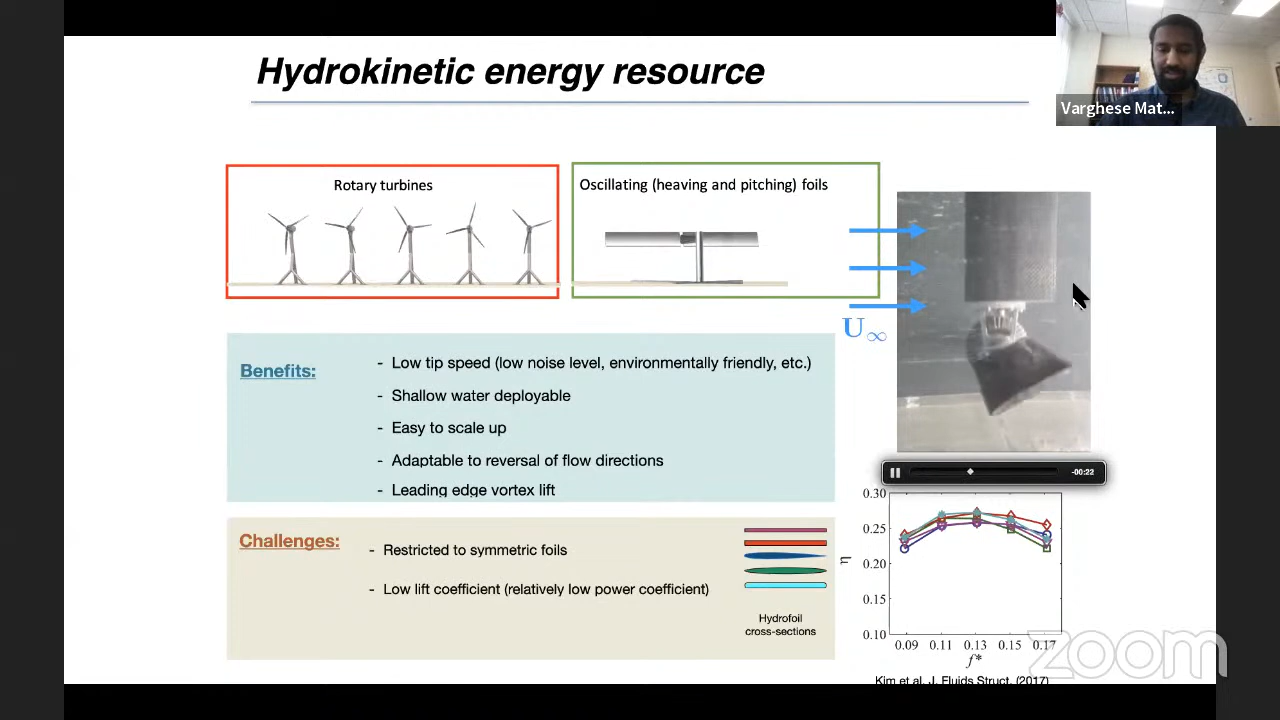 Hydrokinetic energy resource
Varghese Mat...
Rotary turbines
Oscillating (heaving and pitching) foils
U∞
Benefits:
- Low tip speed (low noise level, environmentally friendly, etc.)
- Shallow water deployable
- Easy to scale up
- Adaptable to reversal of flow directions
- Leading edge vortex lift
-00:22
Challenges:
- Restricted to symmetric foils
- Low lift coefficient (relatively low power coefficient)
Hydrofoil
cross-sections
0.30
0.25
0.20
0.15
0.10
η
0.09 0.11 0.13 0.15 0.17
f*
Kim et al. J. Fluids Struct. (2017)
zoom